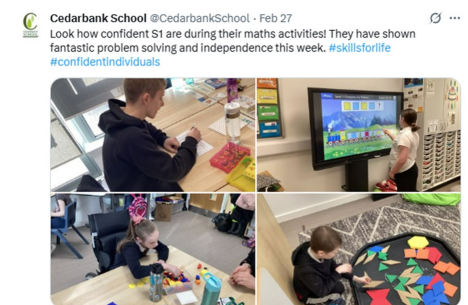 Cedarbank School @CedarbankSchool · Feb 27
Look how confident S1 are during their maths activities! They have shown
fantastic problem solving and independence this week. #skillsforlife
#confidentindividuals